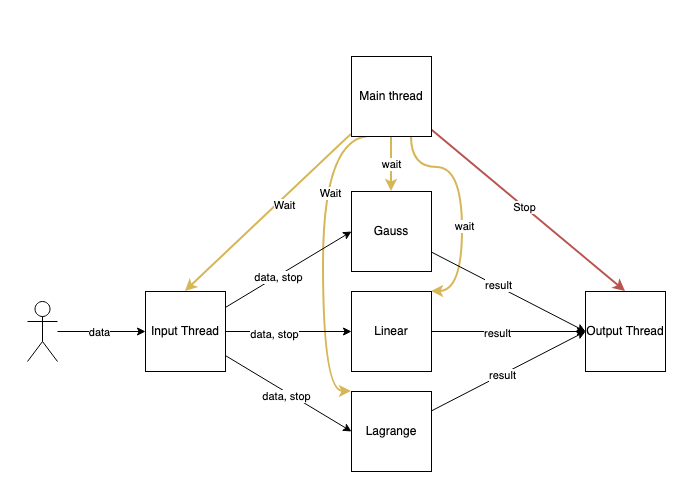 Main thread
wait
Wait
Wait
Stop
wait
Gauss
data, stop
result
Input Thread
data
data, stop
Linear
result
Output Thread
result
data, stop
Lagrange